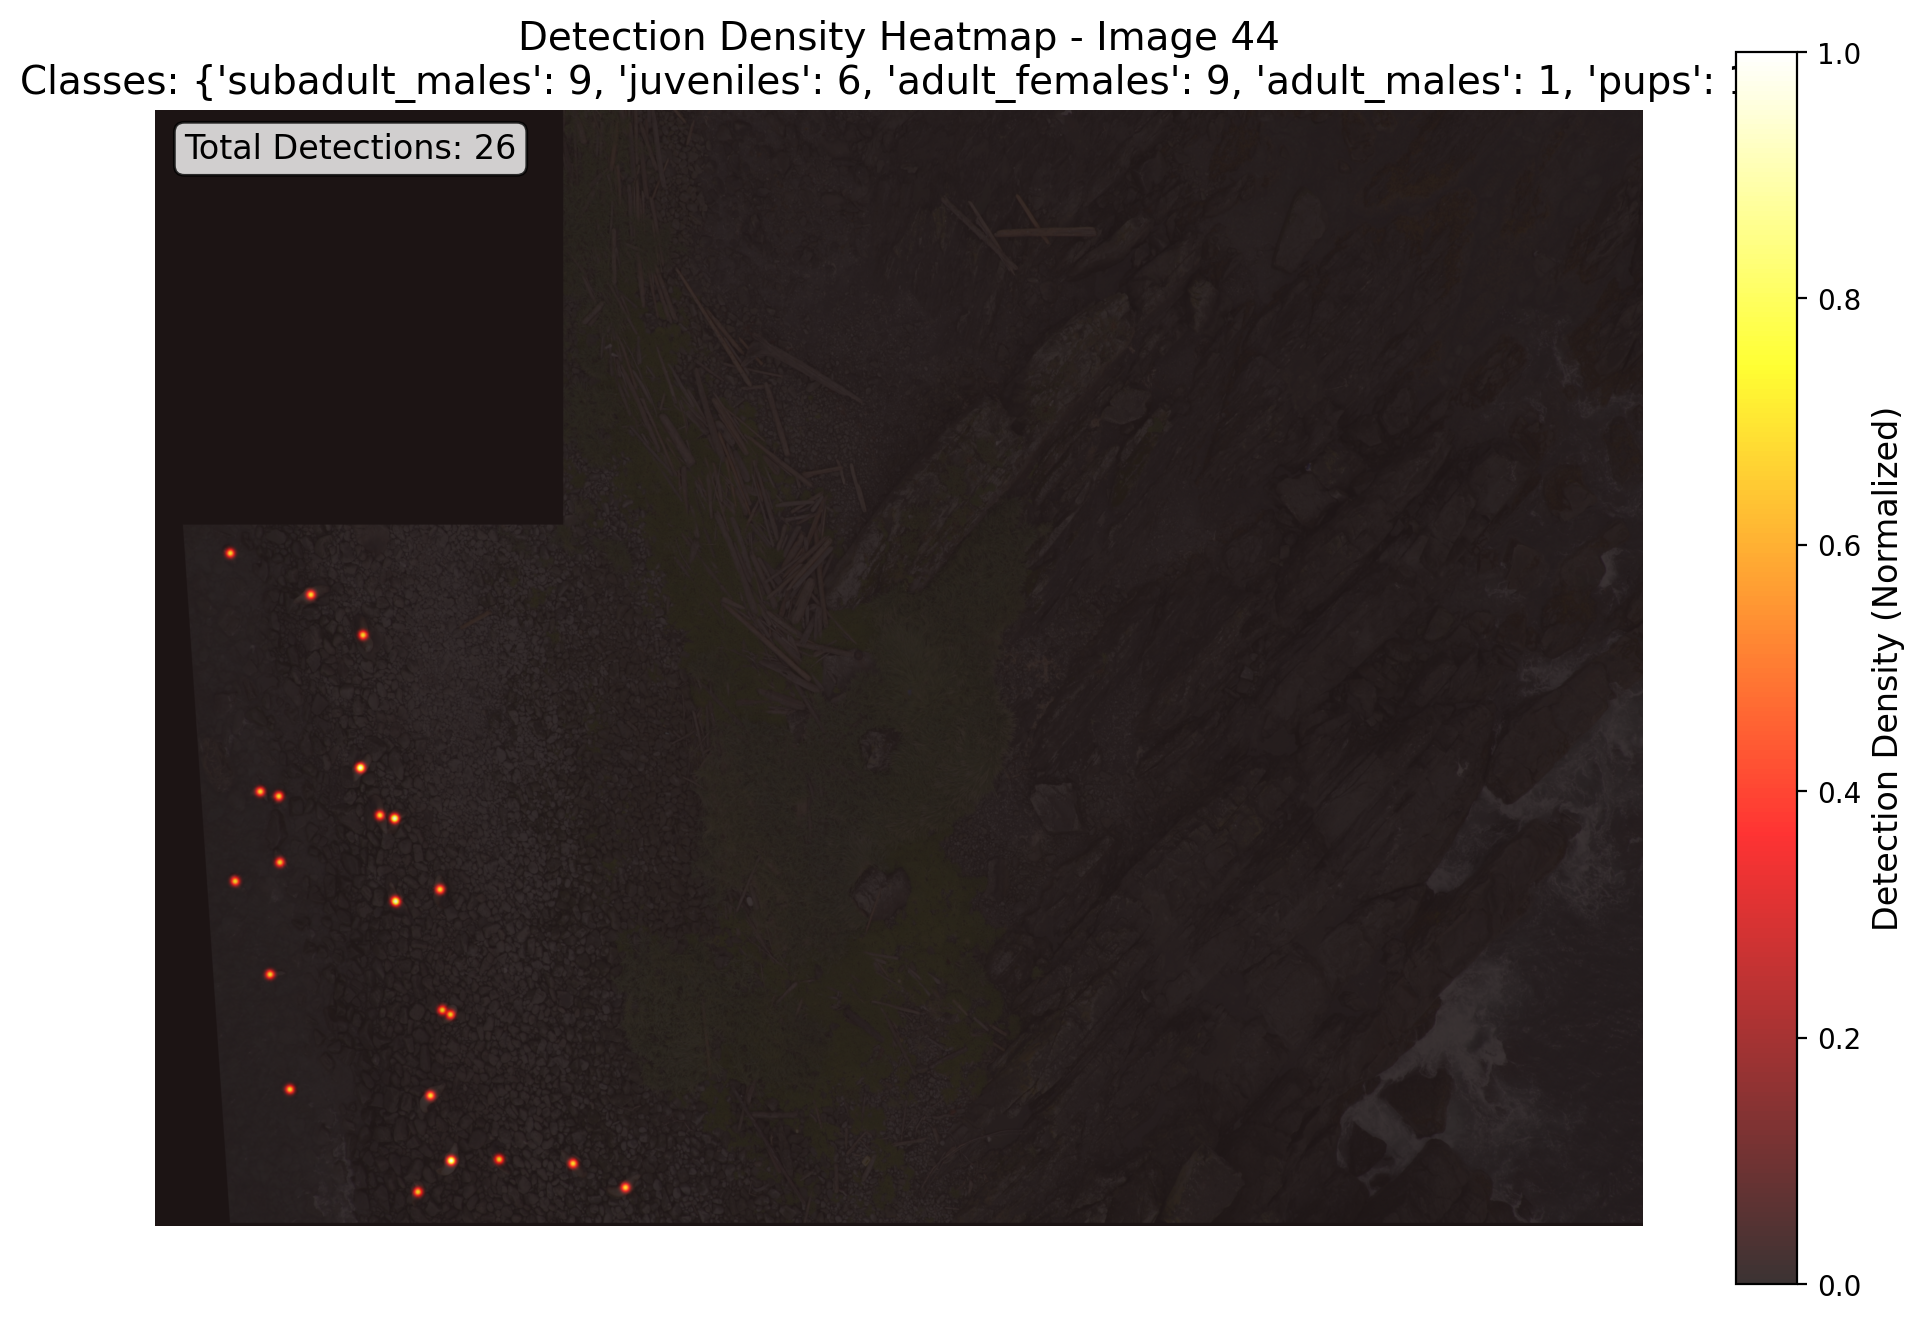 Detection Density Heatmap - Image 44
Classes: {'subadult_males': 9, 'juveniles': 6, 'adult_females': 9, 'adult_males': 1, 'pups':
Total Detections: 26
1.0
0.8
0.6
0.4
0.2
0.0
Detection Density (Normalized)